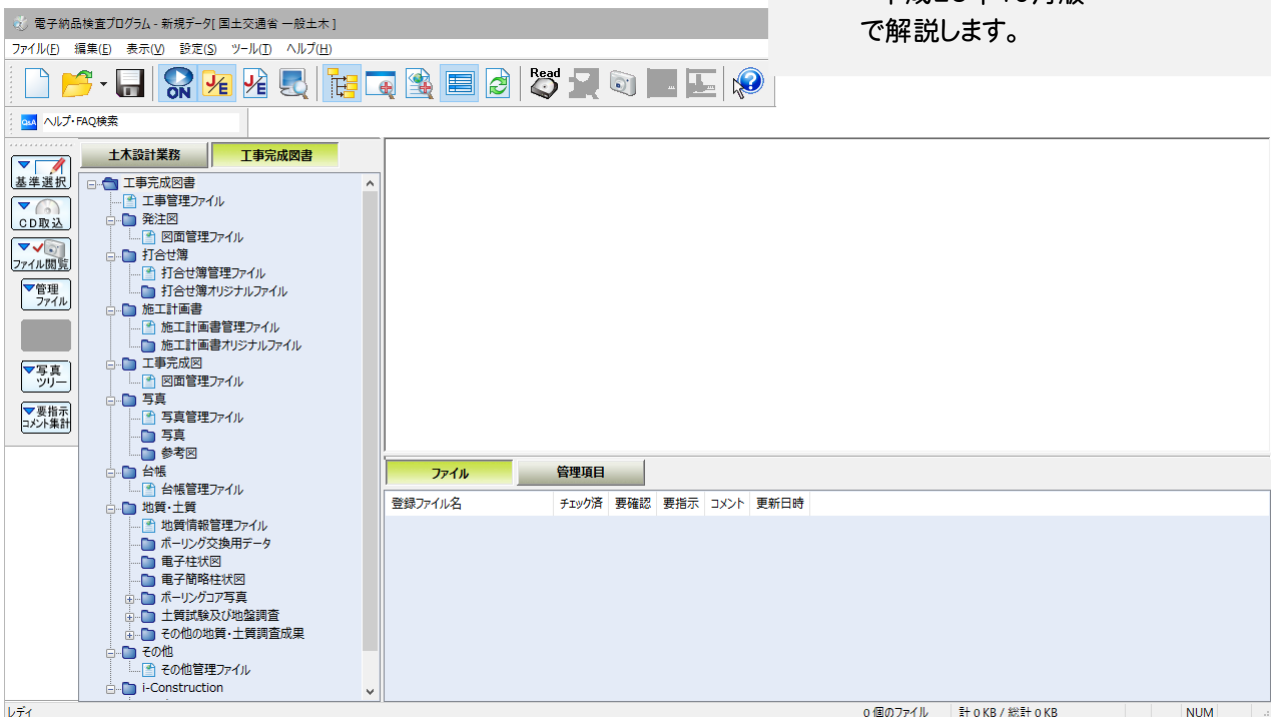 で解説します。
電子納品検査プログラム - 新規データ[ 国土交通省 一般土木 ]
ファイル(F) 編集(E) 表示(V) 設定(S) ツール(T) ヘルプ(H)
ON J/E J/E Read
Q&A ヘルプ・FAQ検索
基準選択
CD取込
ファイル閲覧
管理
ファイル
写真
ツリー
要指示
コメント集計
土木設計業務 工事完成図書
工事完成図書
工事管理ファイル
発注図
図面管理ファイル
打合せ簿
打合せ簿管理ファイル
打合せ簿オリジナルファイル
施工計画書
施工計画書管理ファイル
施工計画書オリジナルファイル
工事完成図
図面管理ファイル
写真
写真管理ファイル
写真
参考図
台帳
台帳管理ファイル
地質・土質
地質情報管理ファイル
ボーリング交換用データ
電子柱状図
電子簡略柱状図
ボーリングコア写真
土質試験及び地盤調査
その他の地質・土質調査成果
その他
その他管理ファイル
i-Construction
ファイル 管理項目
登録ファイル名 チェック済 要確認 要指示 コメント 更新日時
レディ 0 個のファイル 計 0 KB / 総計 0 KB NUM